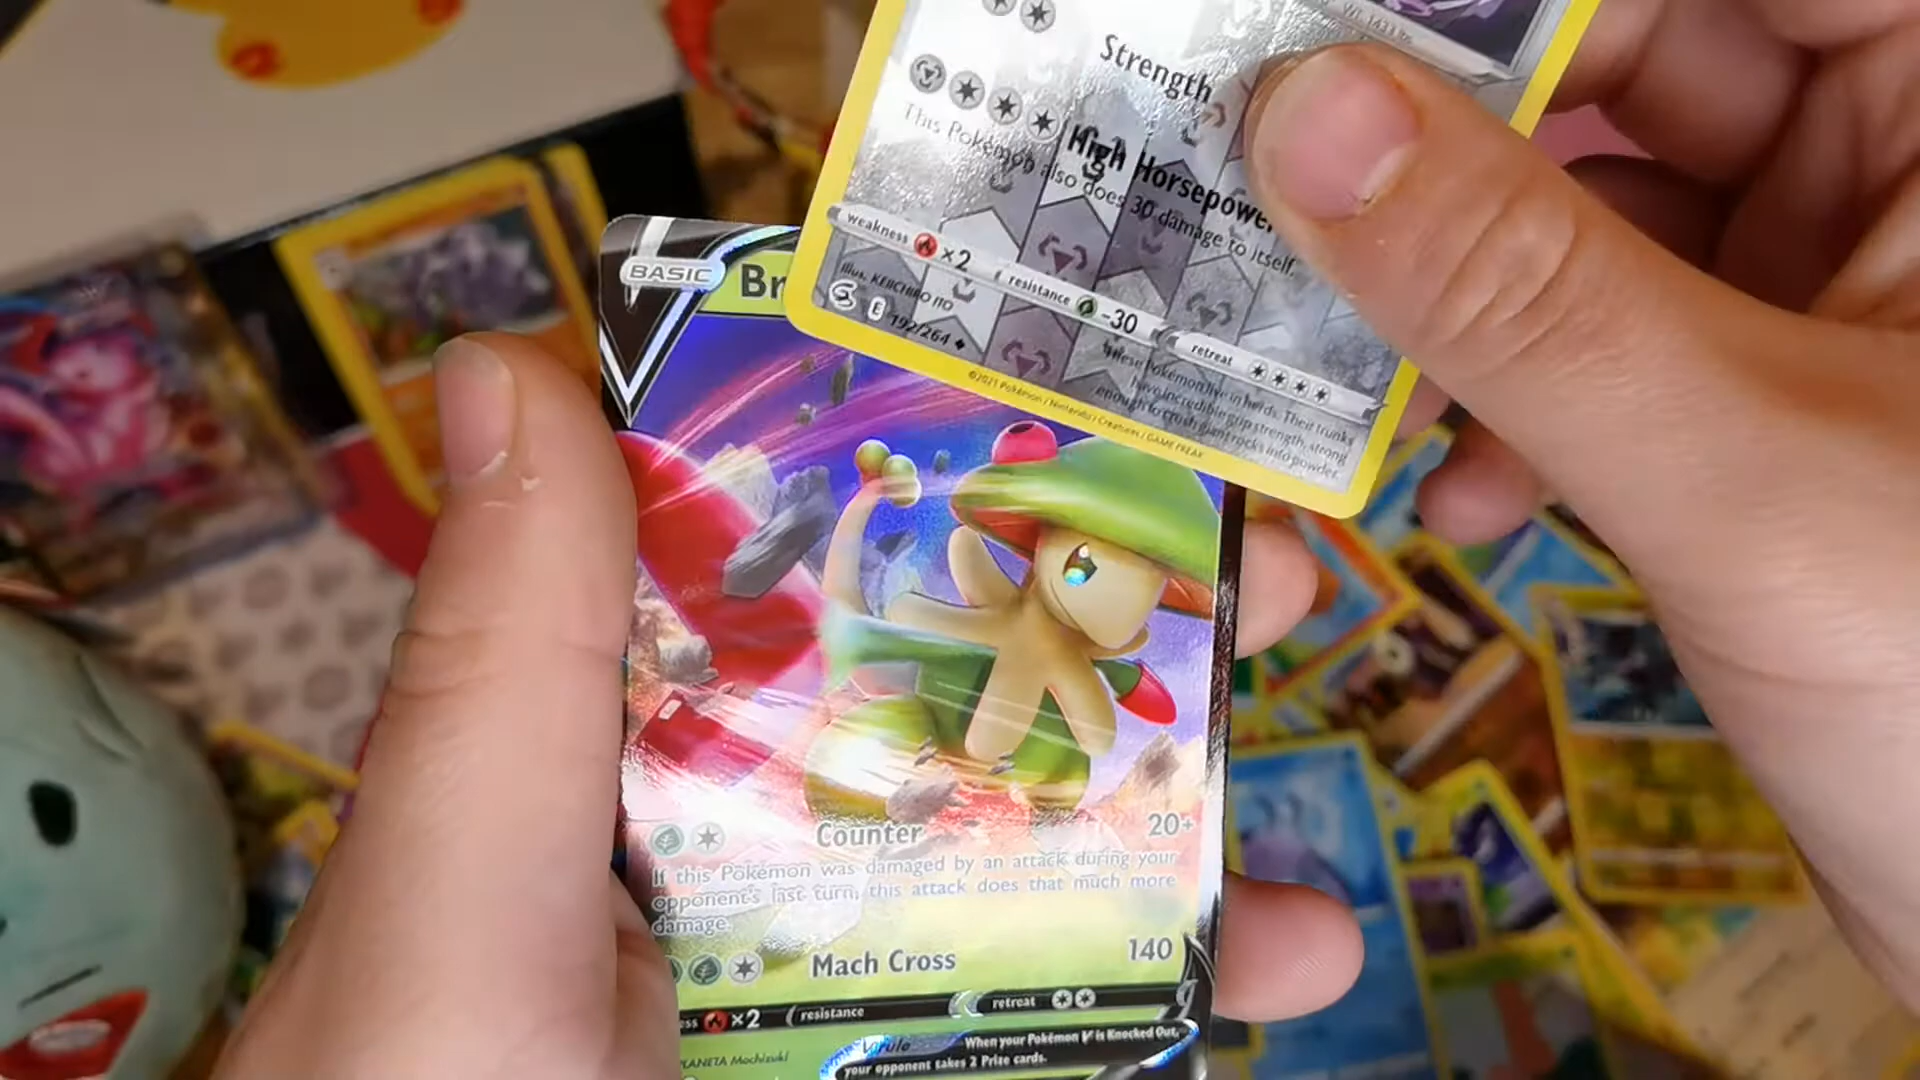 Strength
High Horsepower
This Pokémon also does 30 damage to itself.
weakness ×2
resistance -30
retreat
Illus. KEIICHIRO ITO
E 192/264
These Pokémon live in herds. Their trunks
have incredible grip strength, strong
enough to crush giant rocks into powder.
©2021 Pokémon / Nintendo / Creatures / GAME FREAK
BASIC
Br
Counter 20+
If this Pokémon was damaged by an attack during your
opponent's last turn, this attack does that much more
damage.
Mach Cross 140
ss ×2
resistance
retreat
PLANETA Mochizuki
V rule
When your Pokémon V is Knocked Out,
your opponent takes 2 Prize cards.